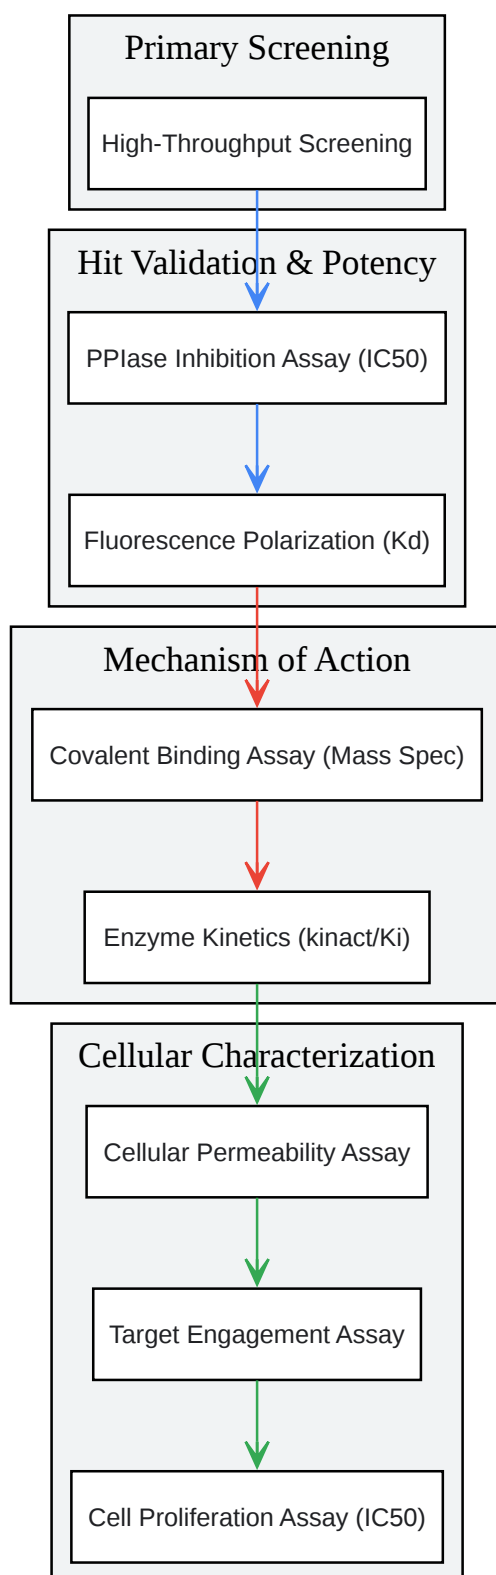 Primary Screening
High-Throughput Screening
Hit Validation & Potency
PPIase Inhibition Assay (IC50)
Fluorescence Polarization (Kd)
Mechanism of Action
Covalent Binding Assay (Mass Spec)
Enzyme Kinetics (kinact/Ki)
Cellular Characterization
Cellular Permeability Assay
Target Engagement Assay
Cell Proliferation Assay (IC50)